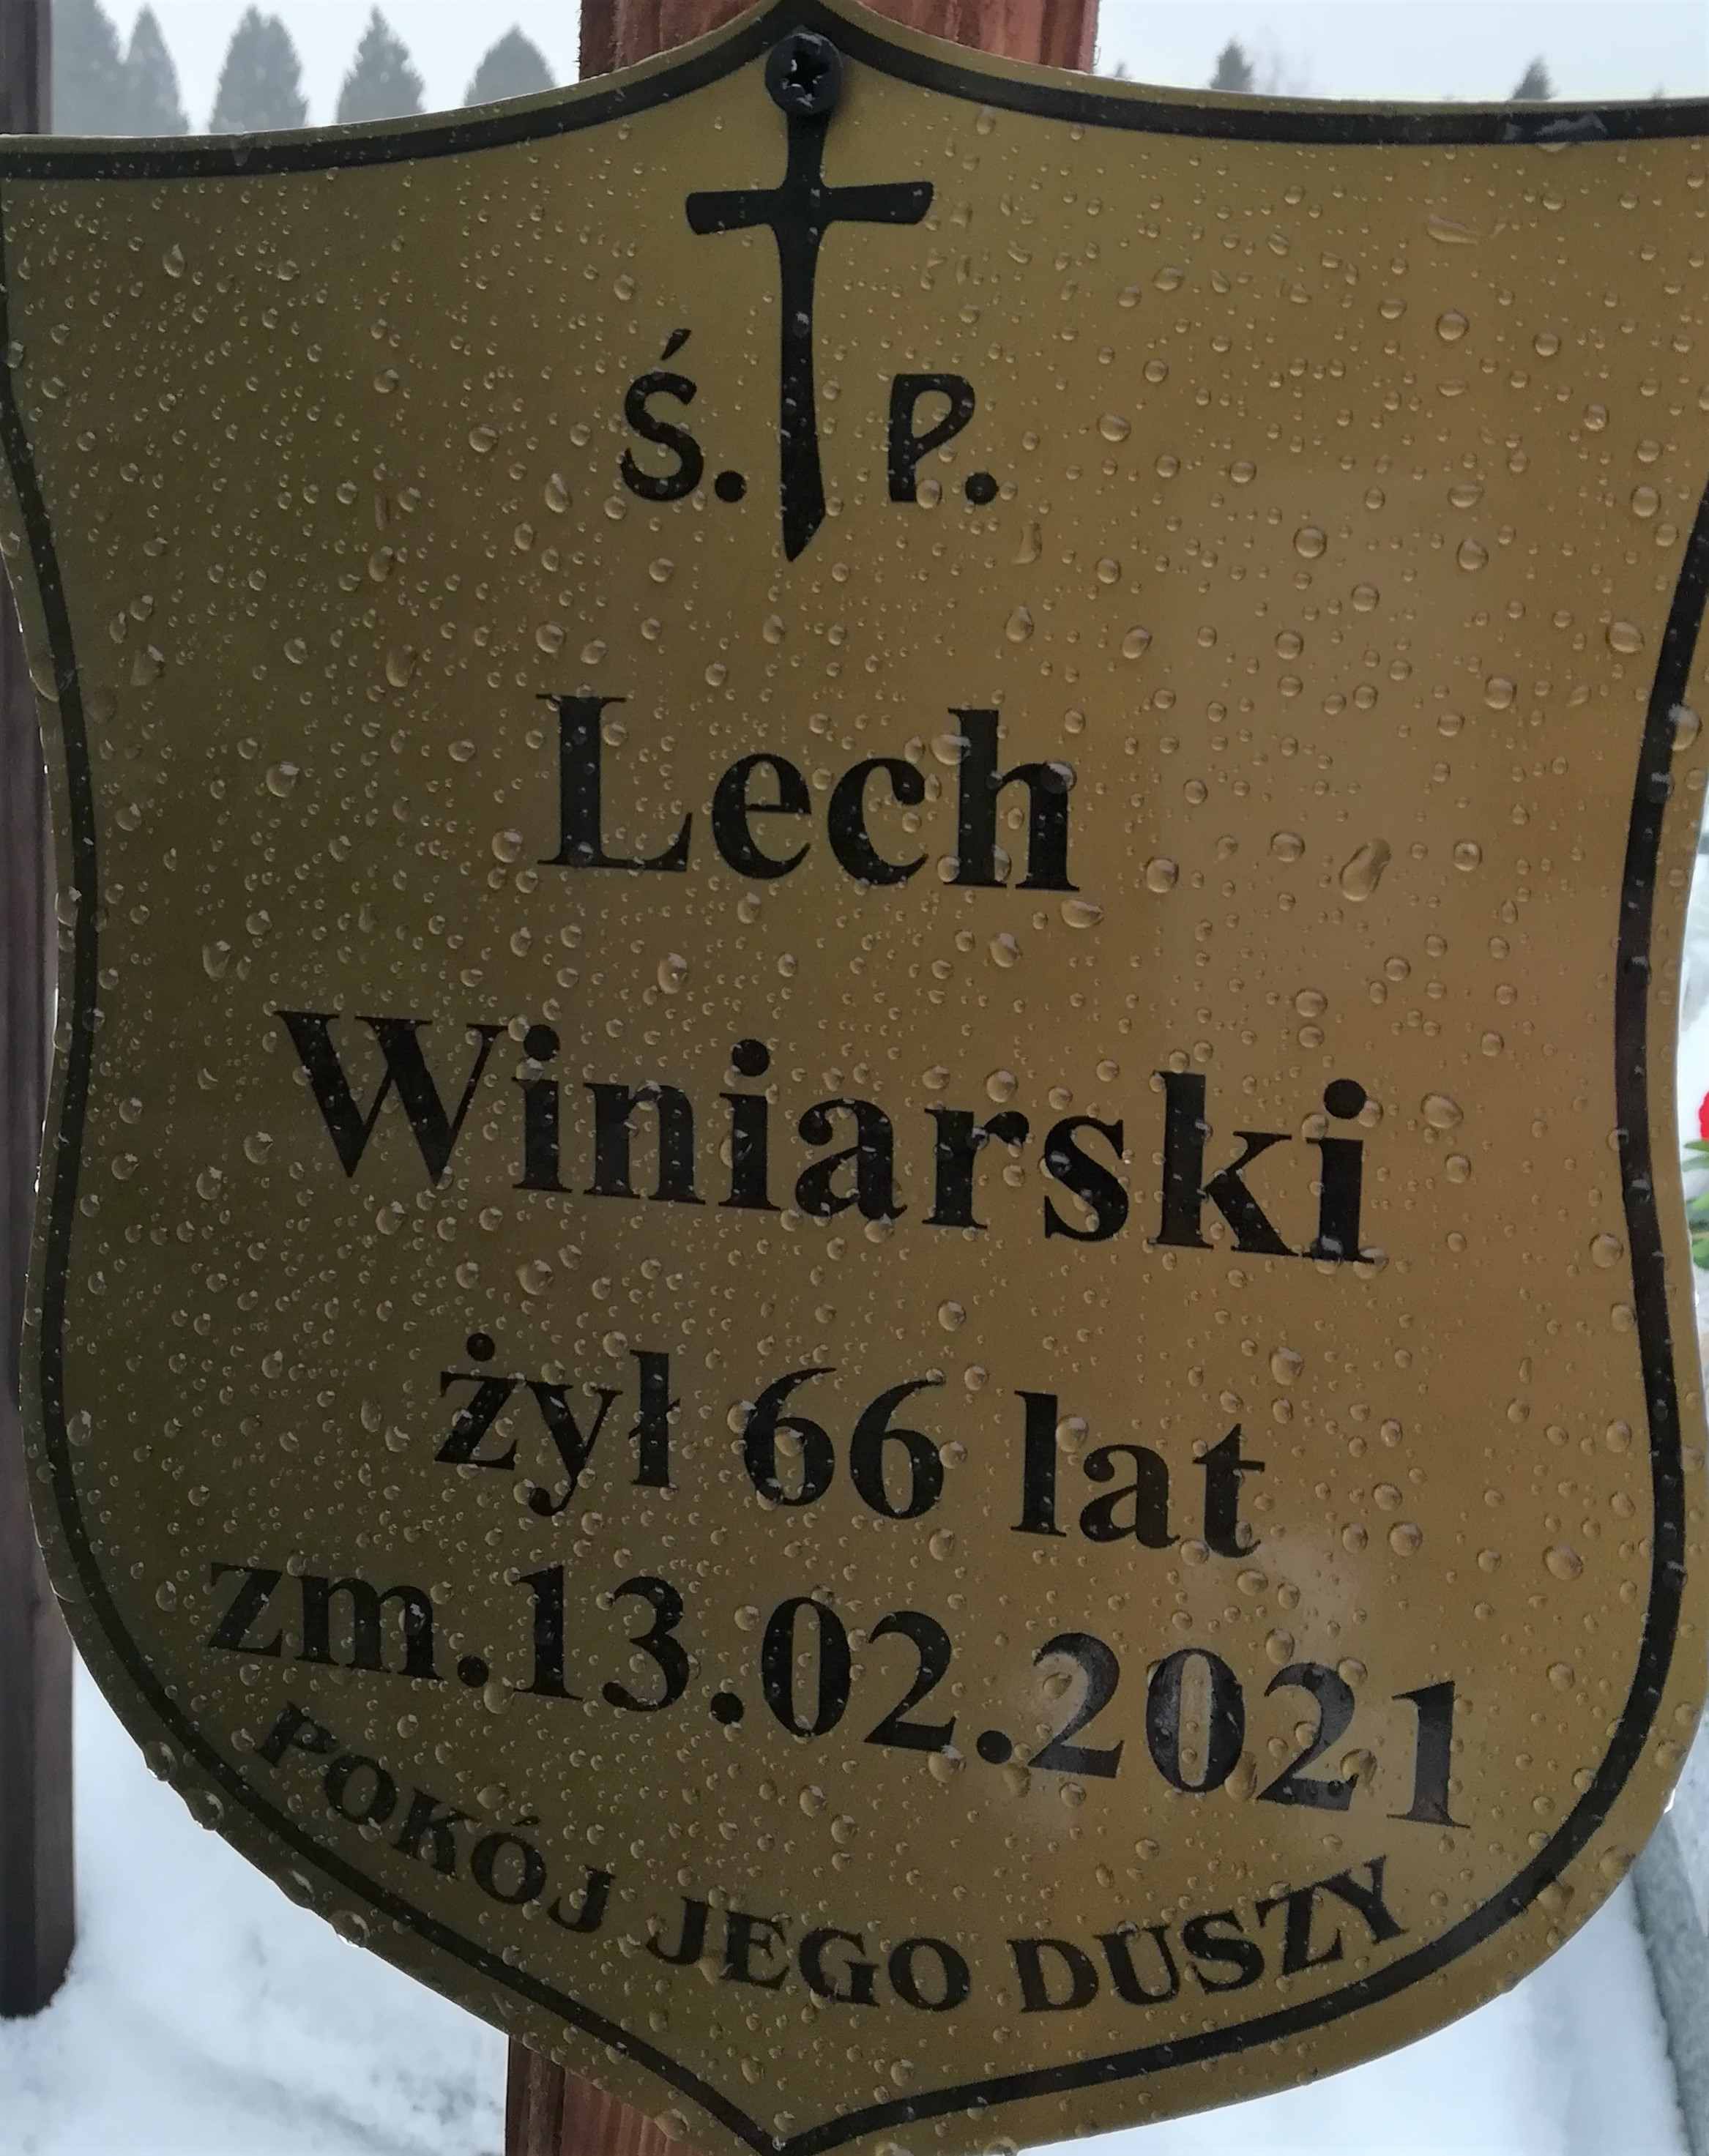 Ś. P.
Lech
Winiarski
żył 66 lat
zm.13.02.2021
POKÓJ JEGO DUSZY